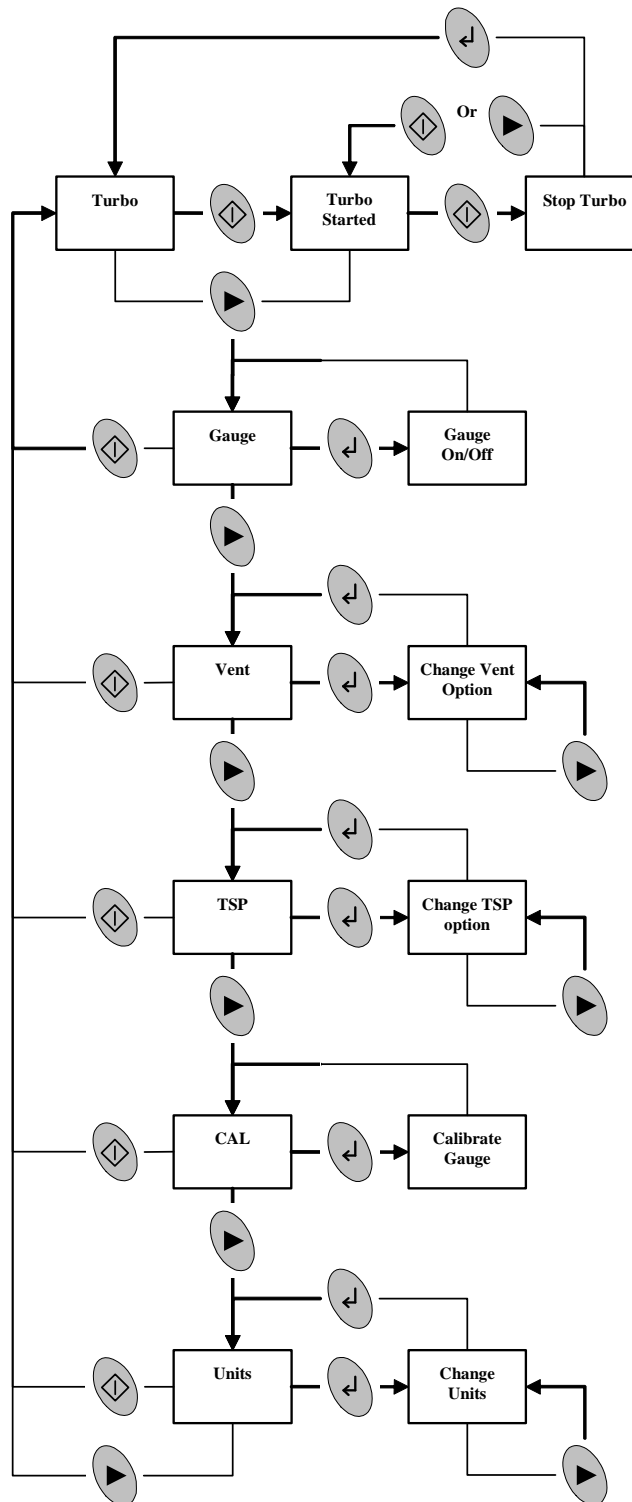 Or
Turbo
Turbo
Started
Stop Turbo
Gauge
Gauge
On/Off
Vent
Change Vent
Option
TSP
Change TSP
option
CAL
Calibrate
Gauge
Units
Change
Units